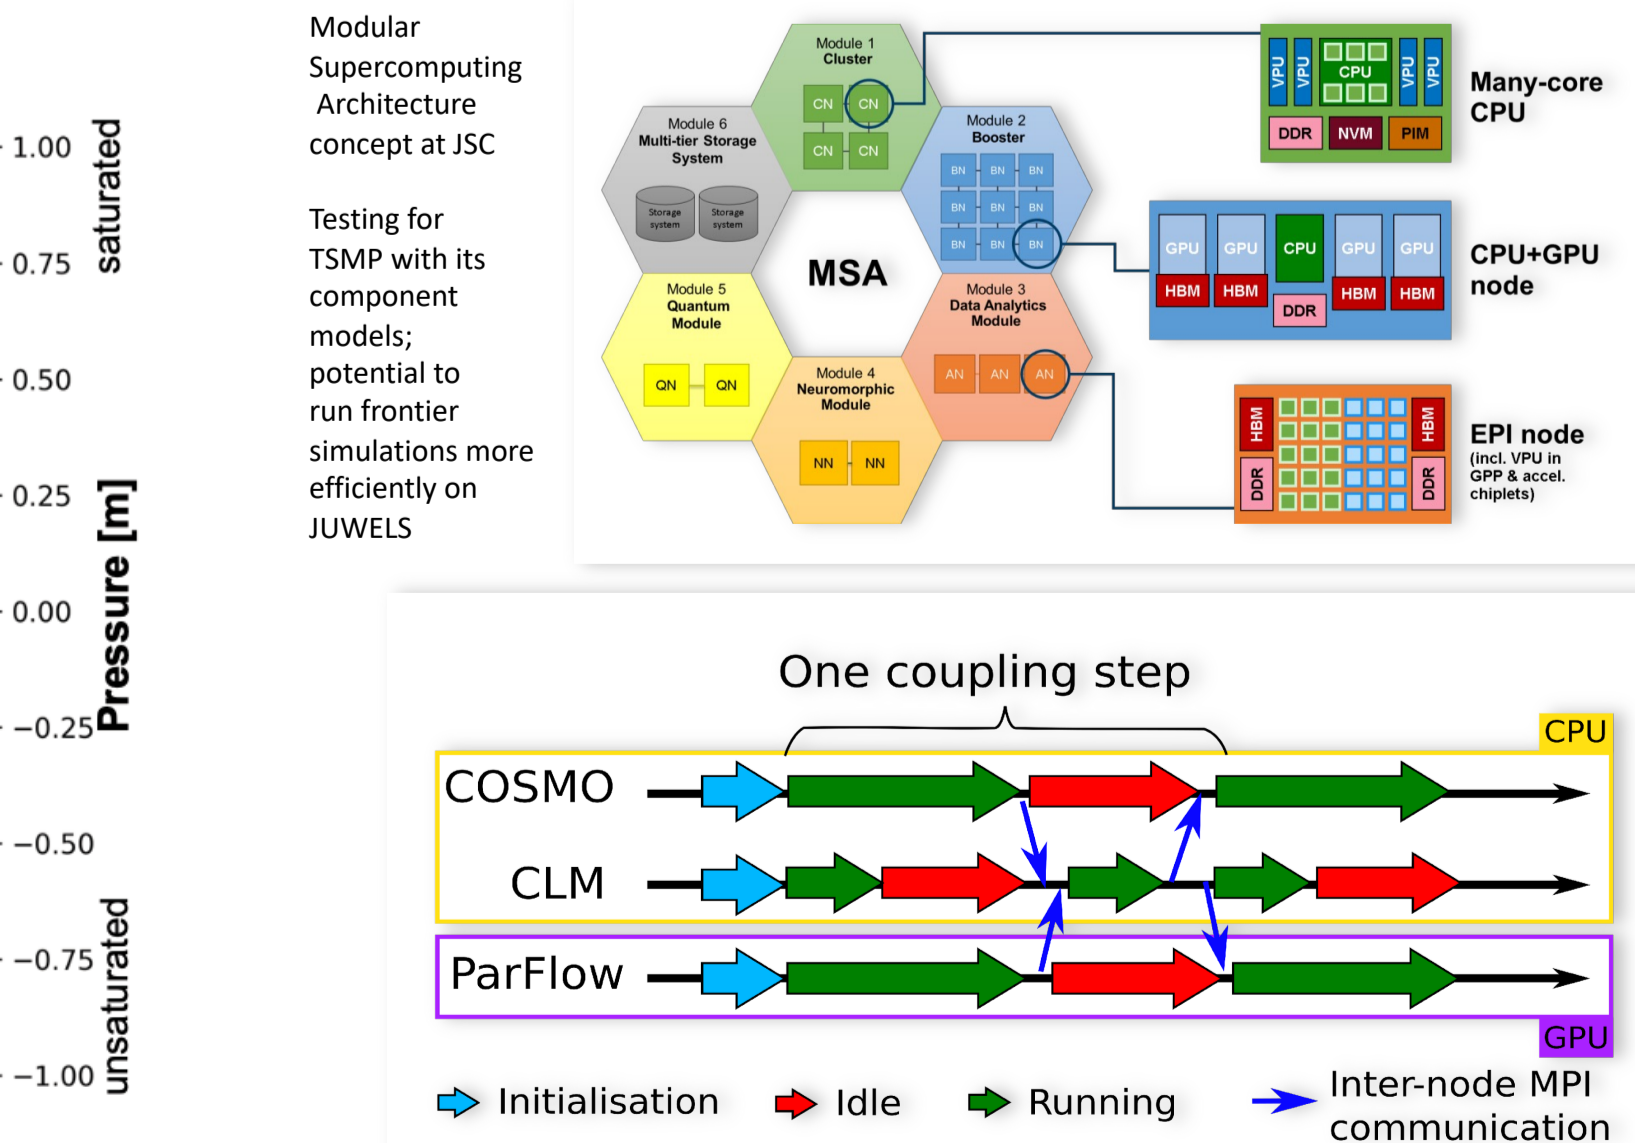 1.00
0.75
0.50
0.25
0.00
−0.25
−0.50
−0.75
−1.00
saturated
Pressure [m]
unsaturated
Modular
Supercomputing
Architecture
concept at JSC
Testing for
TSMP with its
component
models;
potential to
run frontier
simulations more
efficiently on
JUWELS
Module 1
Cluster
CN CN
CN CN
Module 2
Booster
BN BN BN
BN BN BN
BN BN BN
Module 6
Multi-tier Storage
System
Storage
system
Storage
system
MSA
Module 5
Quantum
Module
QN QN
Module 3
Data Analytics
Module
AN AN AN
Module 4
Neuromorphic
Module
NN NN
VPU VPU CPU VPU VPU
DDR NVM PIM
Many-core
CPU
GPU GPU CPU GPU GPU
HBM HBM DDR HBM HBM
CPU+GPU
node
HBM HBM
DDR DDR
EPI node
(incl. VPU in
GPP & accel.
chiplets)
One coupling step
CPU
COSMO
CLM
ParFlow
GPU
Initialisation
Idle
Running
Inter-node MPI
communication